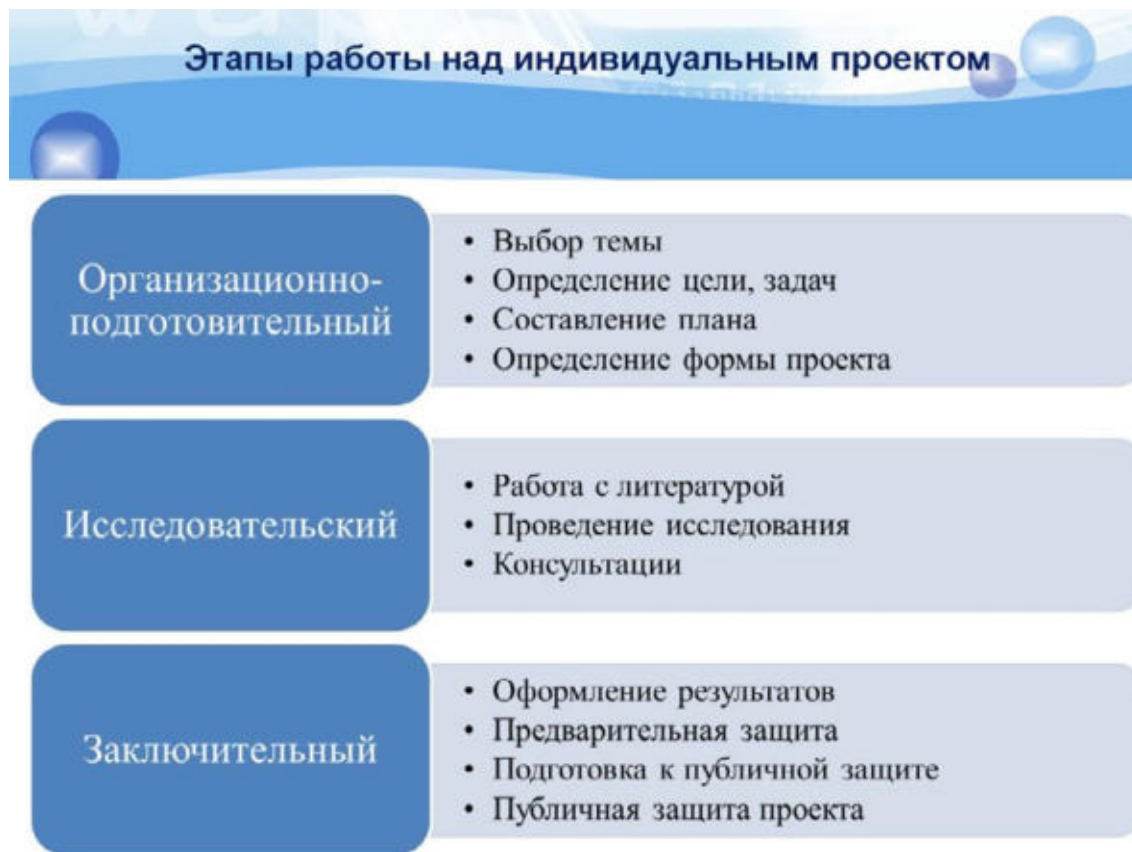 Этапы работы над индивидуальным проектом
Организационно-
подготовительный
• Выбор темы
• Определение цели, задач
• Составление плана
• Определение формы проекта
Исследовательский
• Работа с литературой
• Проведение исследования
• Консультации
Заключительный
• Оформление результатов
• Предварительная защита
• Подготовка к публичной защите
• Публичная защита проекта